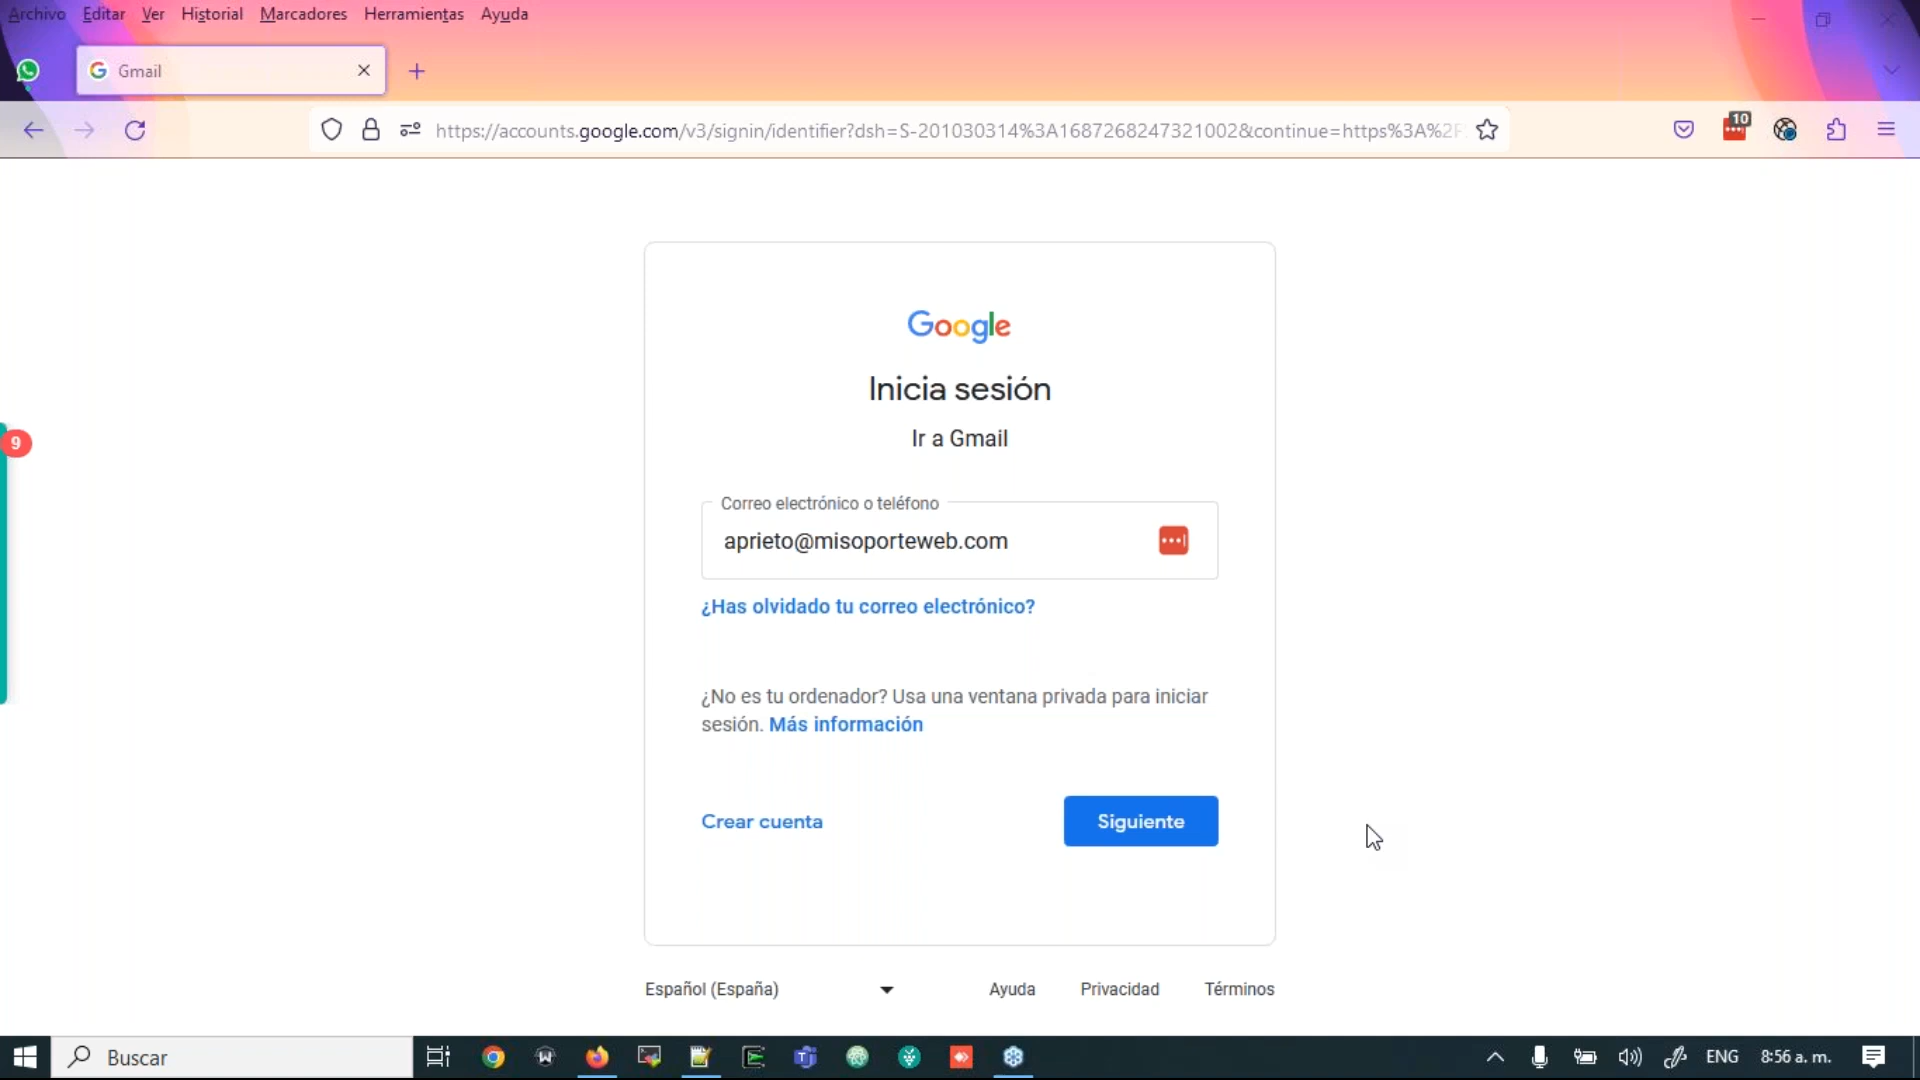 Archivo Editar Ver Historial Marcadores Herramientas Ayuda
Gmail
https://accounts.google.com/v3/signin/identifier?dsh=S-201030314%3A1687268247321002&continue=https%3A%2F
10
9
Google
Inicia sesión
Ir a Gmail
Correo electrónico o teléfono
aprieto@misoporteweb.com
¿Has olvidado tu correo electrónico?
¿No es tu ordenador? Usa una ventana privada para iniciar
sesión. Más información
Crear cuenta
Siguiente
Español (España)
Ayuda
Privacidad
Términos
Buscar
ENG
8:56 a. m.